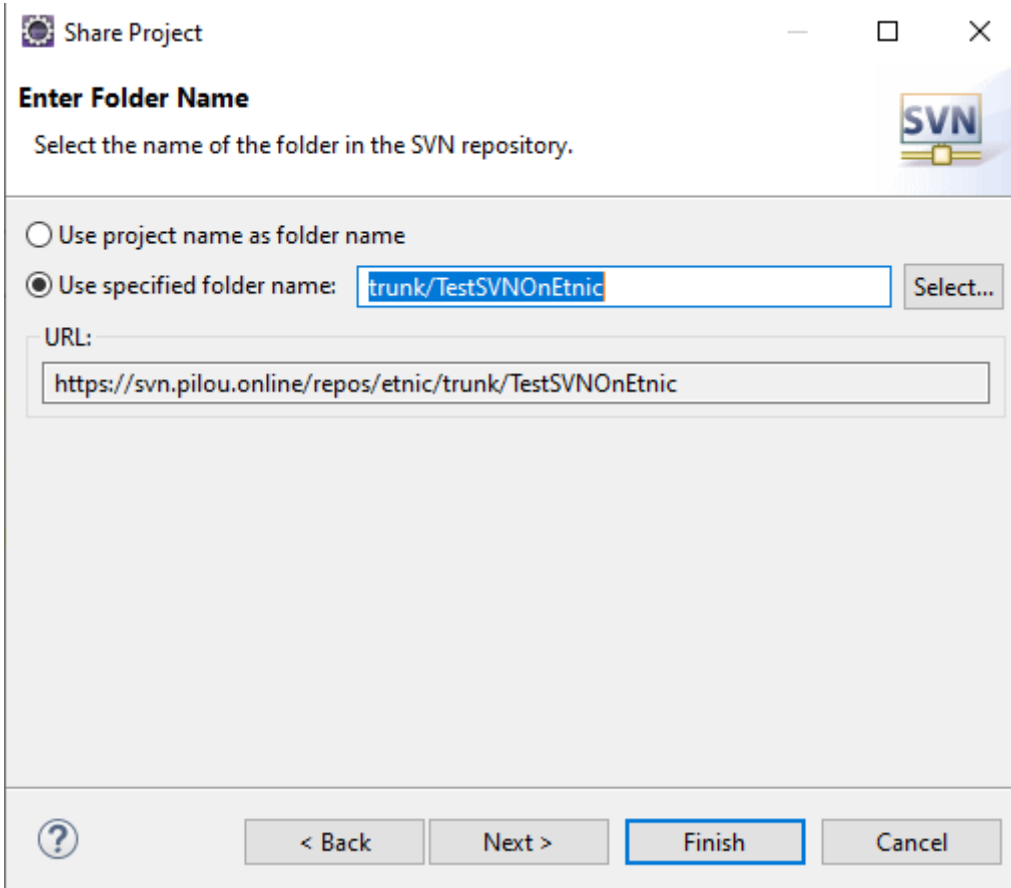 Share Project
Enter Folder Name
Select the name of the folder in the SVN repository.
SVN
Use project name as folder name
Use specified folder name: trunk/TestSVNOnEtnic Select...
URL:
https://svn.pilou.online/repos/etnic/trunk/TestSVNOnEtnic
? < Back Next > Finish Cancel